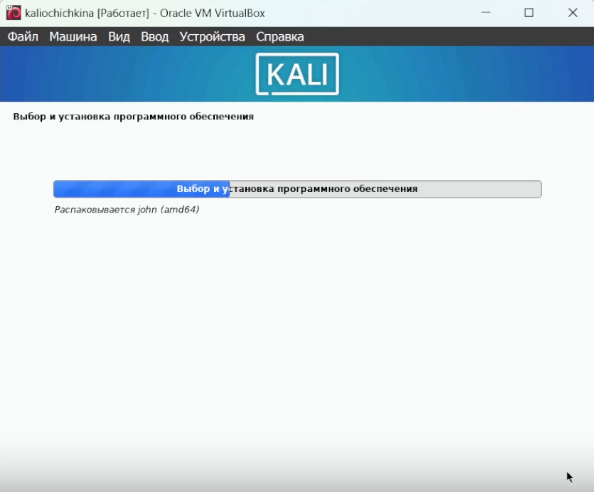 kaliochichkina [Работает] - Oracle VM VirtualBox
Файл Машина Вид Ввод Устройства Справка
KALI
Выбор и установка программного обеспечения
Выбор и установка программного обеспечения
Распаковывается john (amd64)